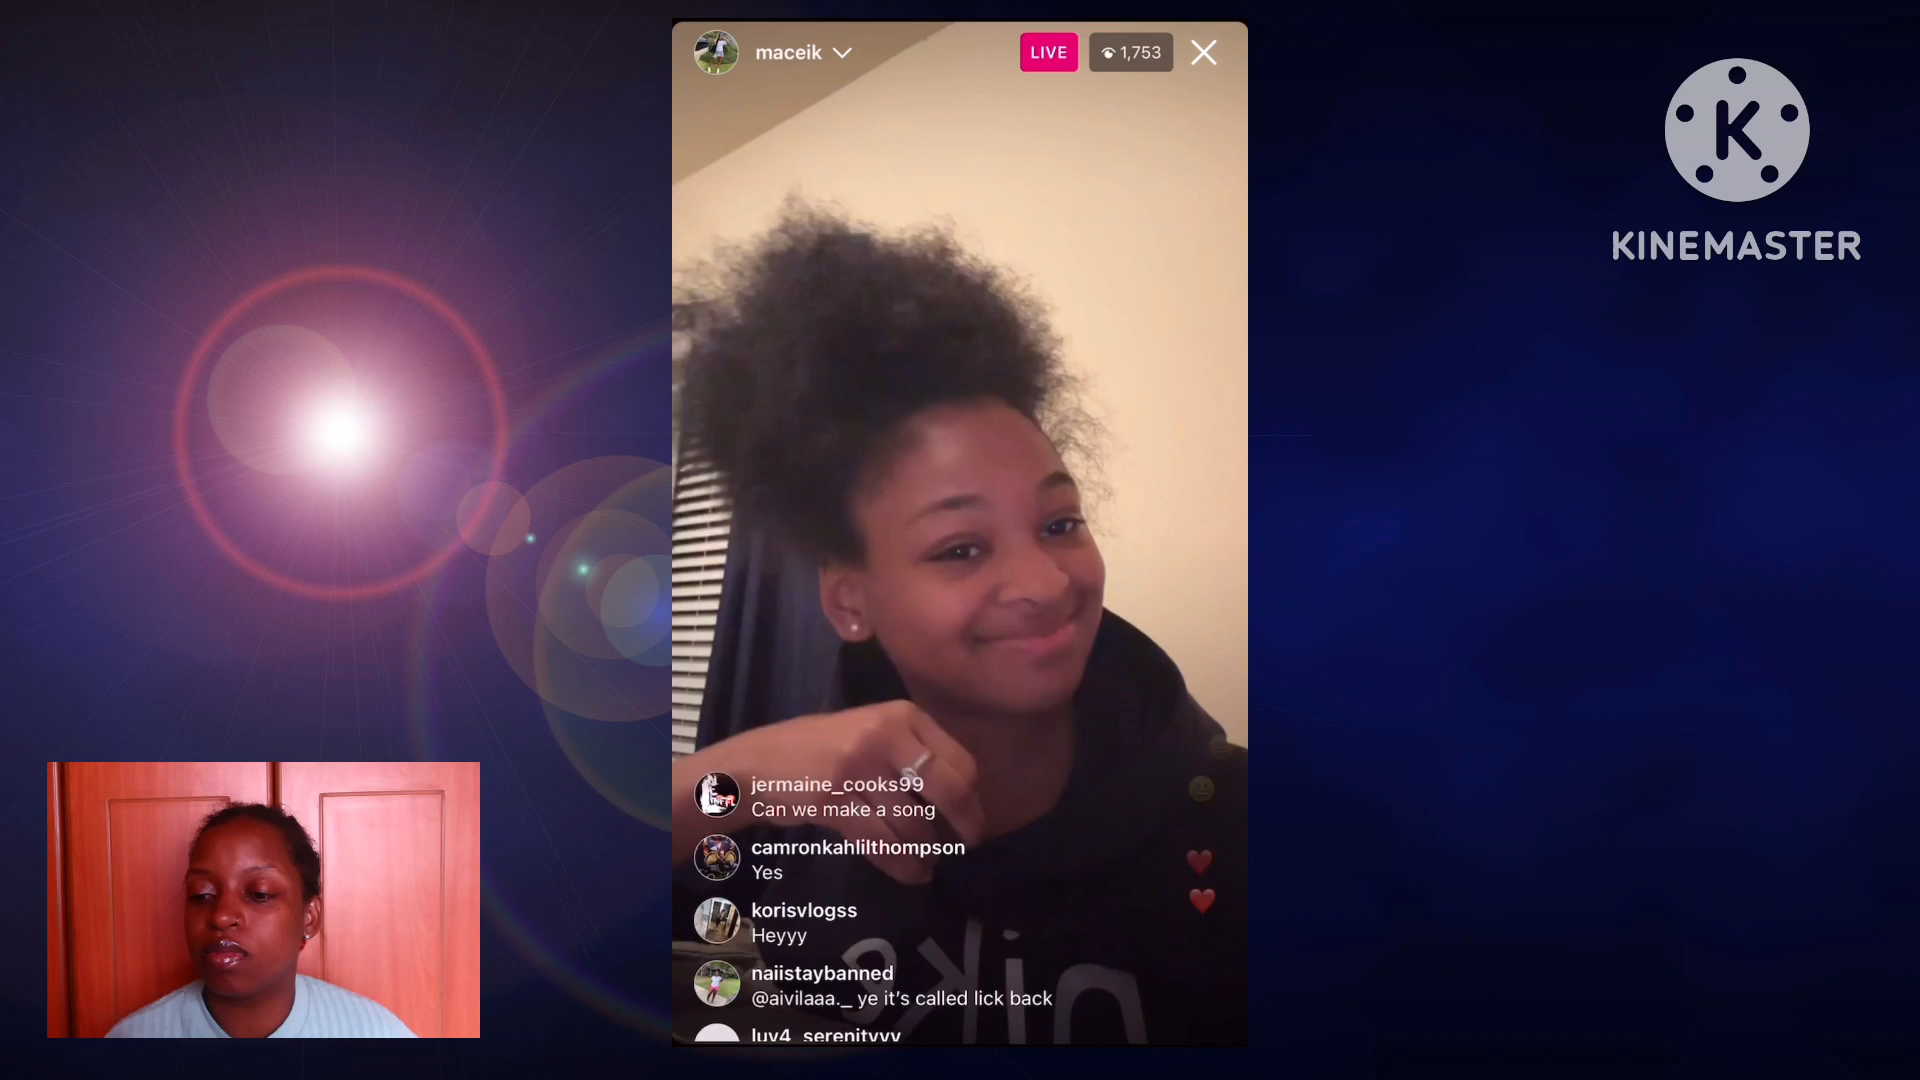 maceik
LIVE
1,753
K
KINEMASTER
jermaine_cooks99
Can we make a song
camronkahlilthompson
Yes
korisvlogss
Heyyy
naiistaybanned
@aivilaaa._ ye it’s called lick back
luv4_serenityyy